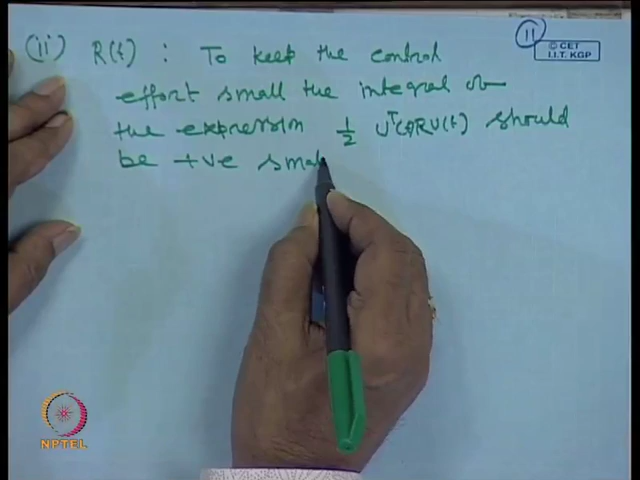 (ii) R(t) : To keep the control
effort small the integral of
the expression 1/2 Uᵀ(t)RU(t) should
be +ve small
11
© CET
I.I.T. KGP
NPTEL